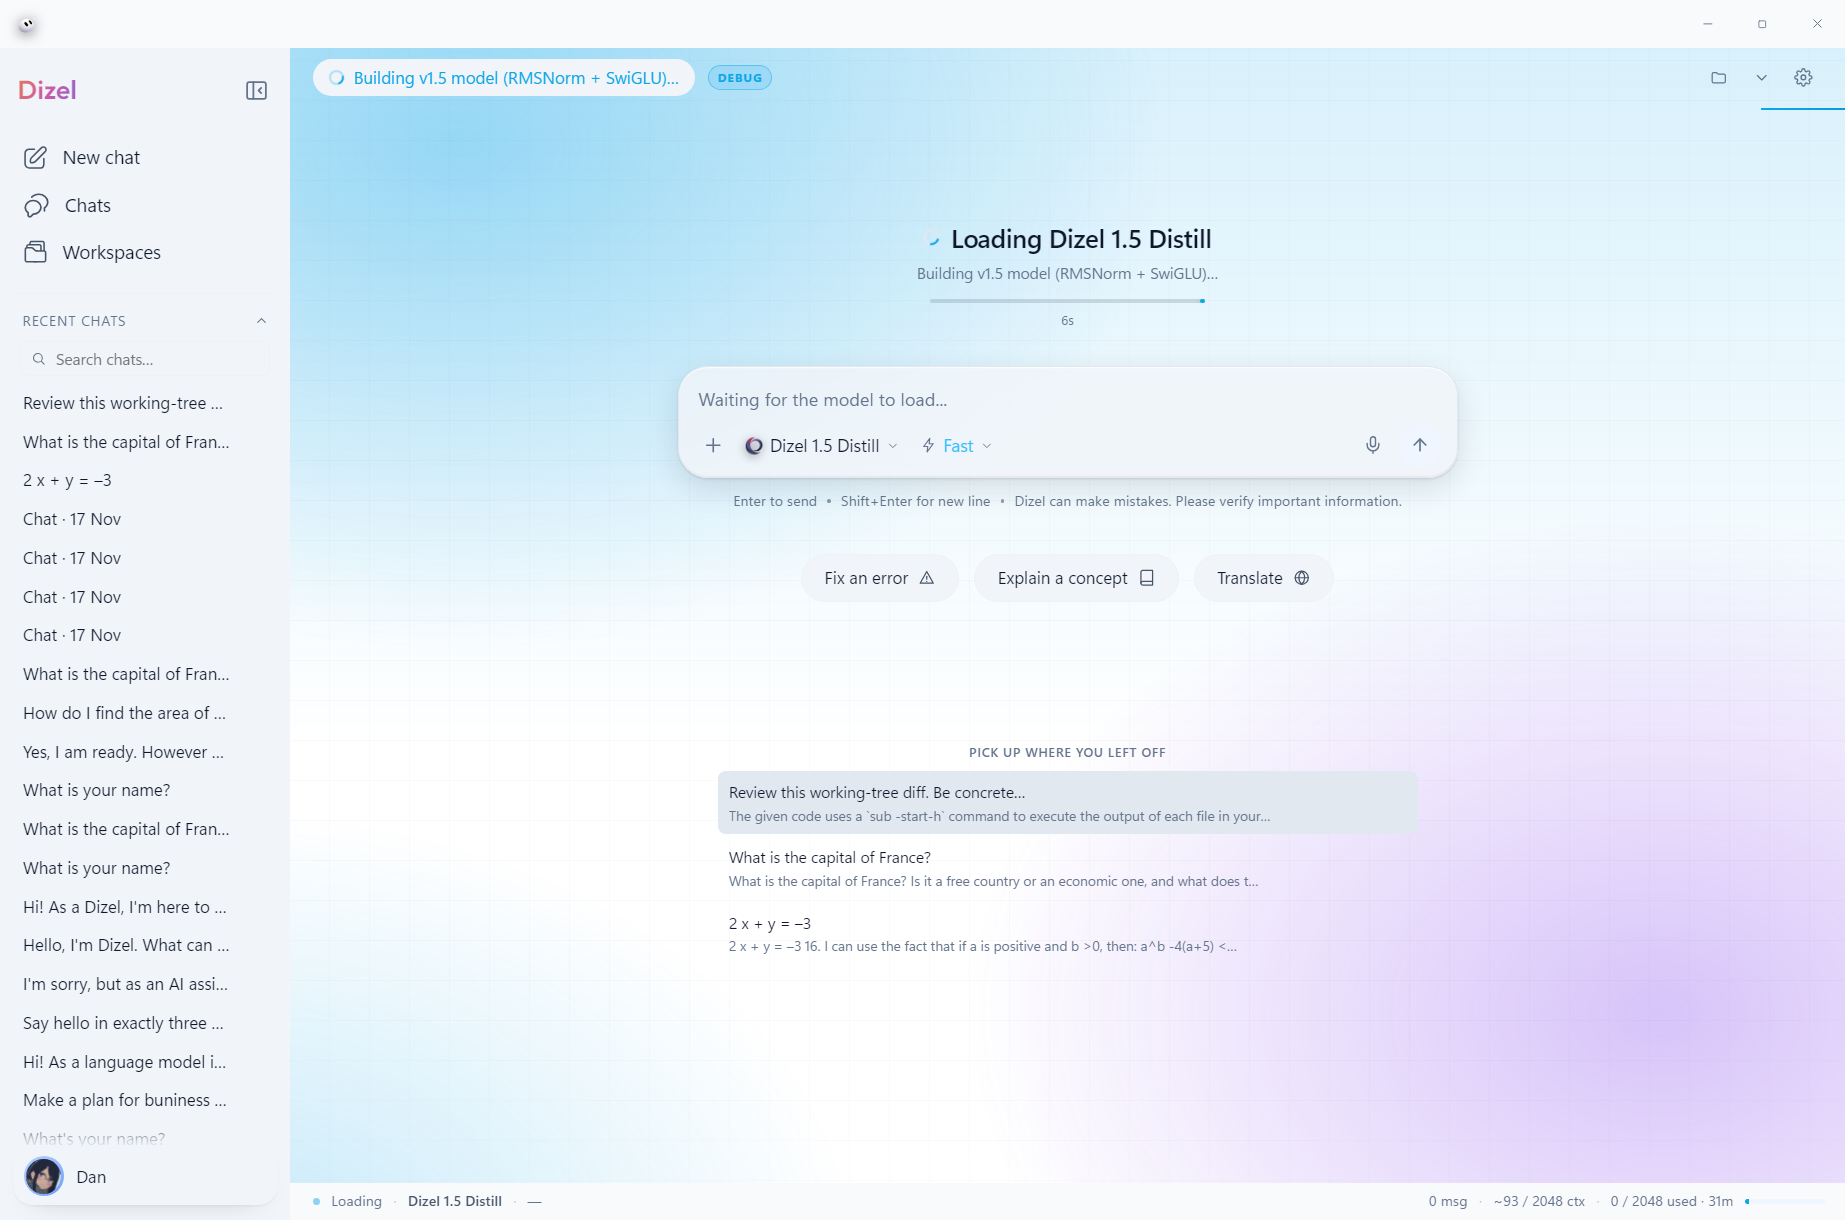 Dizel
New chat
Chats
Workspaces
RECENT CHATS
Search chats...
Review this working-tree ...
What is the capital of Fran...
2 x + y = –3
Chat · 17 Nov
Chat · 17 Nov
Chat · 17 Nov
Chat · 17 Nov
What is the capital of Fran...
How do I find the area of ...
Yes, I am ready. However ...
What is your name?
What is the capital of Fran...
What is your name?
Hi! As a Dizel, I'm here to ...
Hello, I'm Dizel. What can ...
I'm sorry, but as an AI assi...
Say hello in exactly three ...
Hi! As a language model i...
Make a plan for buniness ...
What's your name?
Dan
Building v1.5 model (RMSNorm + SwiGLU)... DEBUG
Loading Dizel 1.5 Distill
Building v1.5 model (RMSNorm + SwiGLU)...
6s
Waiting for the model to load...
Dizel 1.5 Distill Fast
Enter to send • Shift+Enter for new line • Dizel can make mistakes. Please verify important information.
Fix an error Explain a concept Translate
PICK UP WHERE YOU LEFT OFF
Review this working-tree diff. Be concrete...
The given code uses a `sub -start-h` command to execute the output of each file in your...
What is the capital of France?
What is the capital of France? Is it a free country or an economic one, and what does t...
2 x + y = –3
2 x + y = –3 16. I can use the fact that if a is positive and b >0, then: a^b -4(a+5) <...
Loading · Dizel 1.5 Distill · —
0 msg · ~93 / 2048 ctx · 0 / 2048 used · 31m